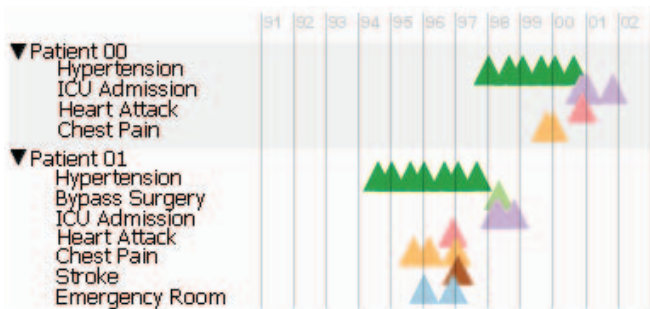 91 92 93 94 95 96 97 98 99 00 01 02
▼Patient 00
Hypertension
ICU Admission
Heart Attack
Chest Pain
▼Patient 01
Hypertension
Bypass Surgery
ICU Admission
Heart Attack
Chest Pain
Stroke
Emergency Room